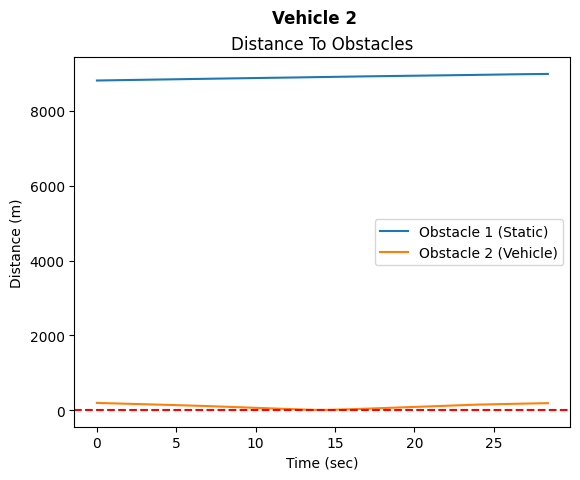 Vehicle 2
Distance To Obstacles
Distance (m)
8000
6000
4000
2000
0
Obstacle 1 (Static)
Obstacle 2 (Vehicle)
0 5 10 15 20 25
Time (sec)